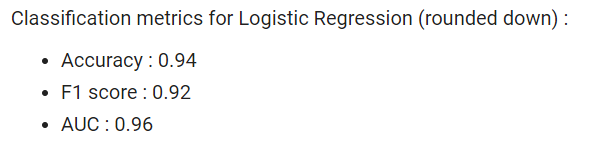 Classification metrics for Logistic Regression (rounded down) :
• Accuracy : 0.94
• F1 score : 0.92
• AUC : 0.96